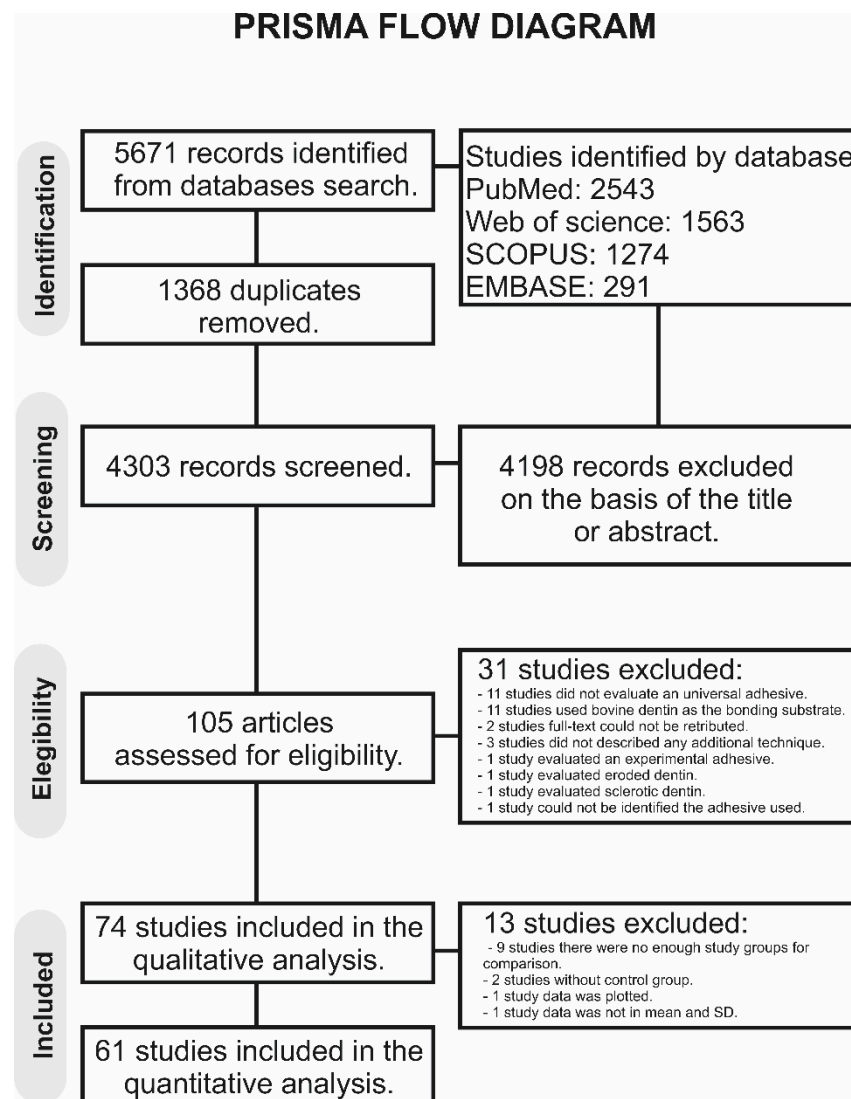 PRISMA FLOW DIAGRAM
Identification
5671 records identified
from databases search.
Studies identified by database
PubMed: 2543
Web of science: 1563
SCOPUS: 1274
EMBASE: 291
1368 duplicates
removed.
Screening
4303 records screened.
4198 records excluded
on the basis of the title
or abstract.
Elegibility
105 articles
assessed for eligibility.
31 studies excluded:
- 11 studies did not evaluate an universal adhesive.
- 11 studies used bovine dentin as the bonding substrate.
- 2 studies full-text could not be retributed.
- 3 studies did not described any additional technique.
- 1 study evaluated an experimental adhesive.
- 1 study evaluated eroded dentin.
- 1 study evaluated sclerotic dentin.
- 1 study could not be identified the adhesive used.
Included
74 studies included in the
qualitative analysis.
13 studies excluded:
- 9 studies there were no enough study groups for
comparison.
- 2 studies without control group.
- 1 study data was plotted.
- 1 study data was not in mean and SD.
61 studies included in the
quantitative analysis.